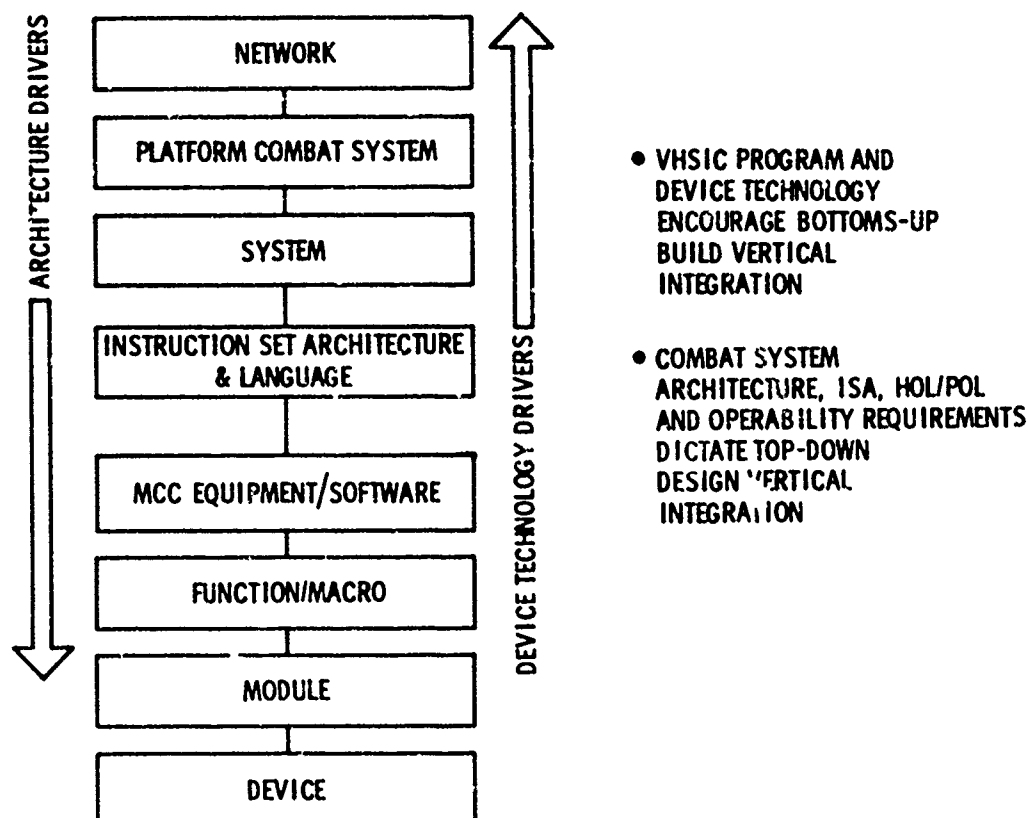 ARCHITECTURE DRIVERS
NETWORK
PLATFORM COMBAT SYSTEM
SYSTEM
INSTRUCTION SET ARCHITECTURE
& LANGUAGE
MCC EQUIPMENT/SOFTWARE
FUNCTION/MACRO
MODULE
DEVICE
DEVICE TECHNOLOGY DRIVERS
• VHSIC PROGRAM AND
DEVICE TECHNOLOGY
ENCOURAGE BOTTOMS-UP
BUILD VERTICAL
INTEGRATION
• COMBAT SYSTEM
ARCHITECTURE, ISA, HOL/POL
AND OPERABILITY REQUIREMENTS
DICTATE TOP-DOWN
DESIGN VERTICAL
INTEGRATION